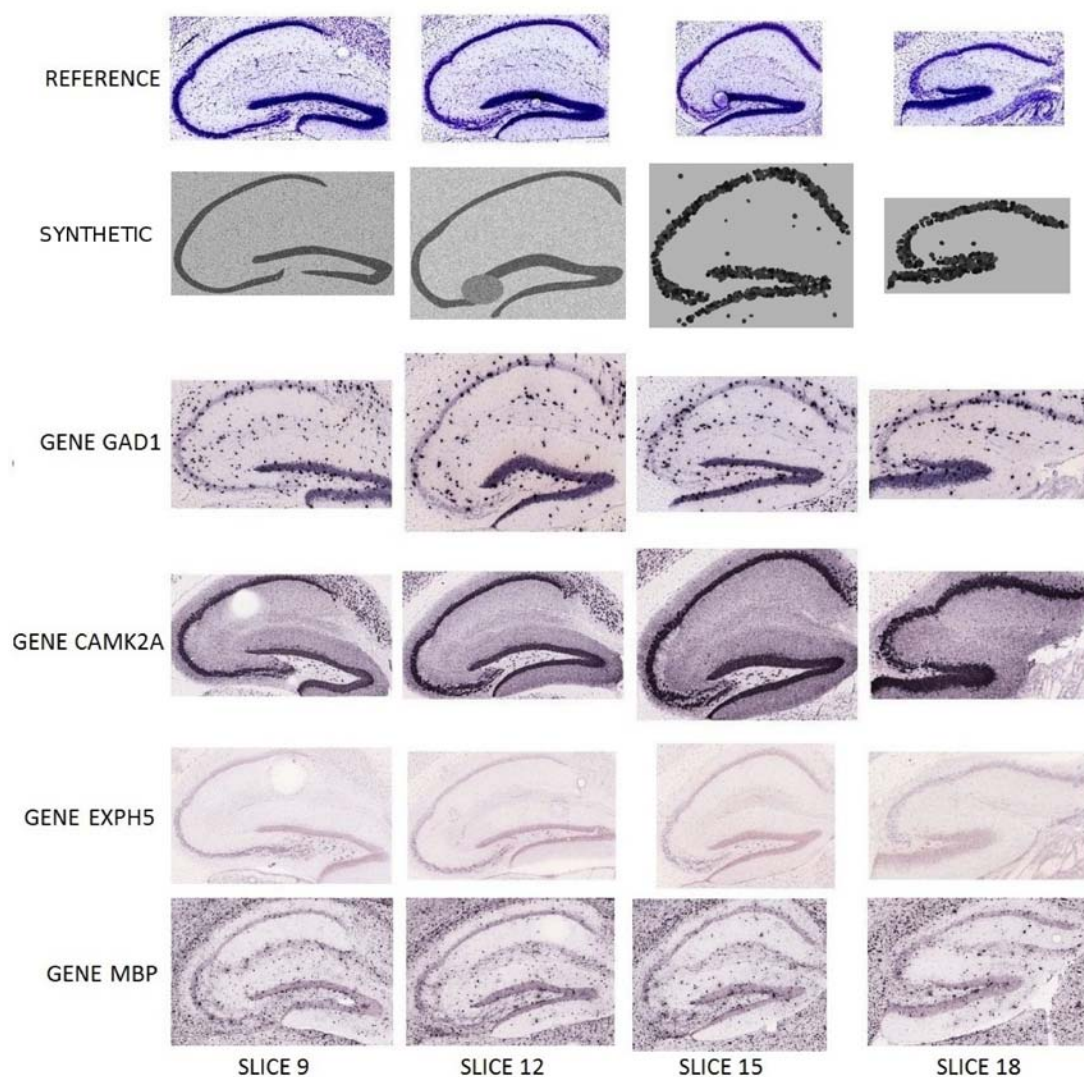 REFERENCE
SYNTHETIC
GENE GAD1
GENE CAMK2A
GENE EXPH5
GENE MBP
SLICE 9 SLICE 12 SLICE 15 SLICE 18